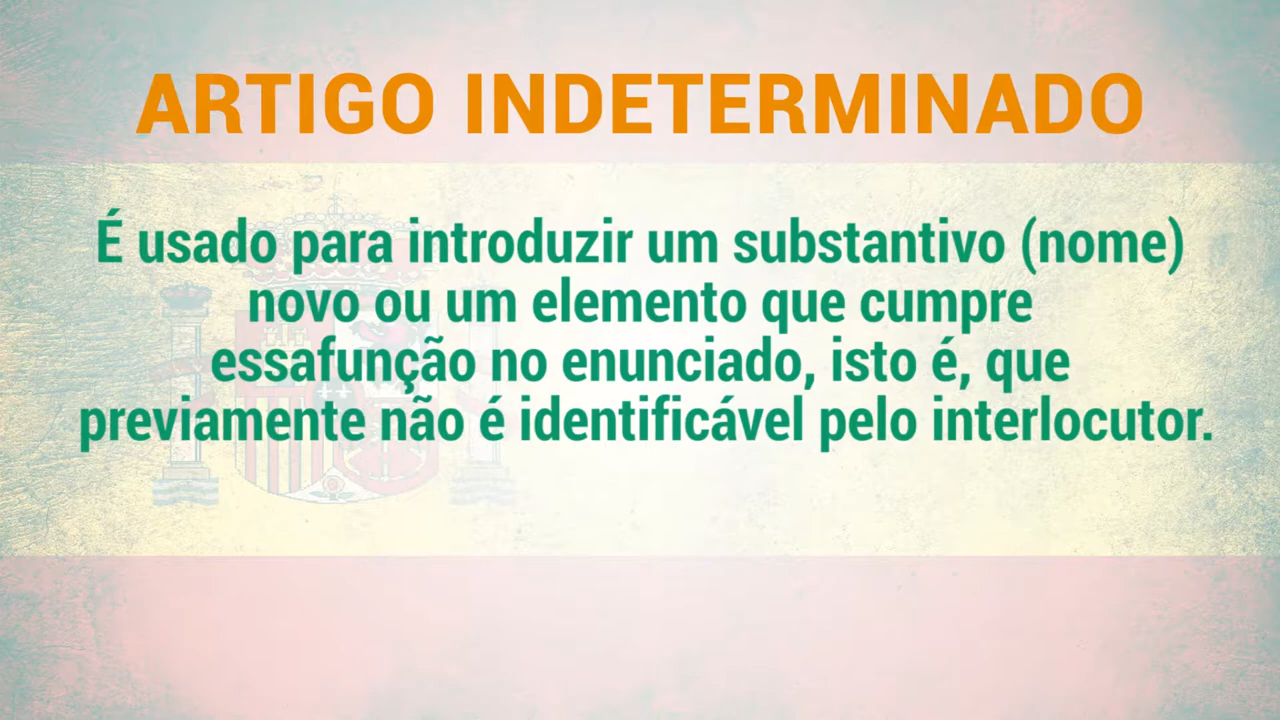 ARTIGO INDETERMINADO
É usado para introduzir um substantivo (nome)
novo ou um elemento que cumpre
essafunção no enunciado, isto é, que
previamente não é identificável pelo interlocutor.